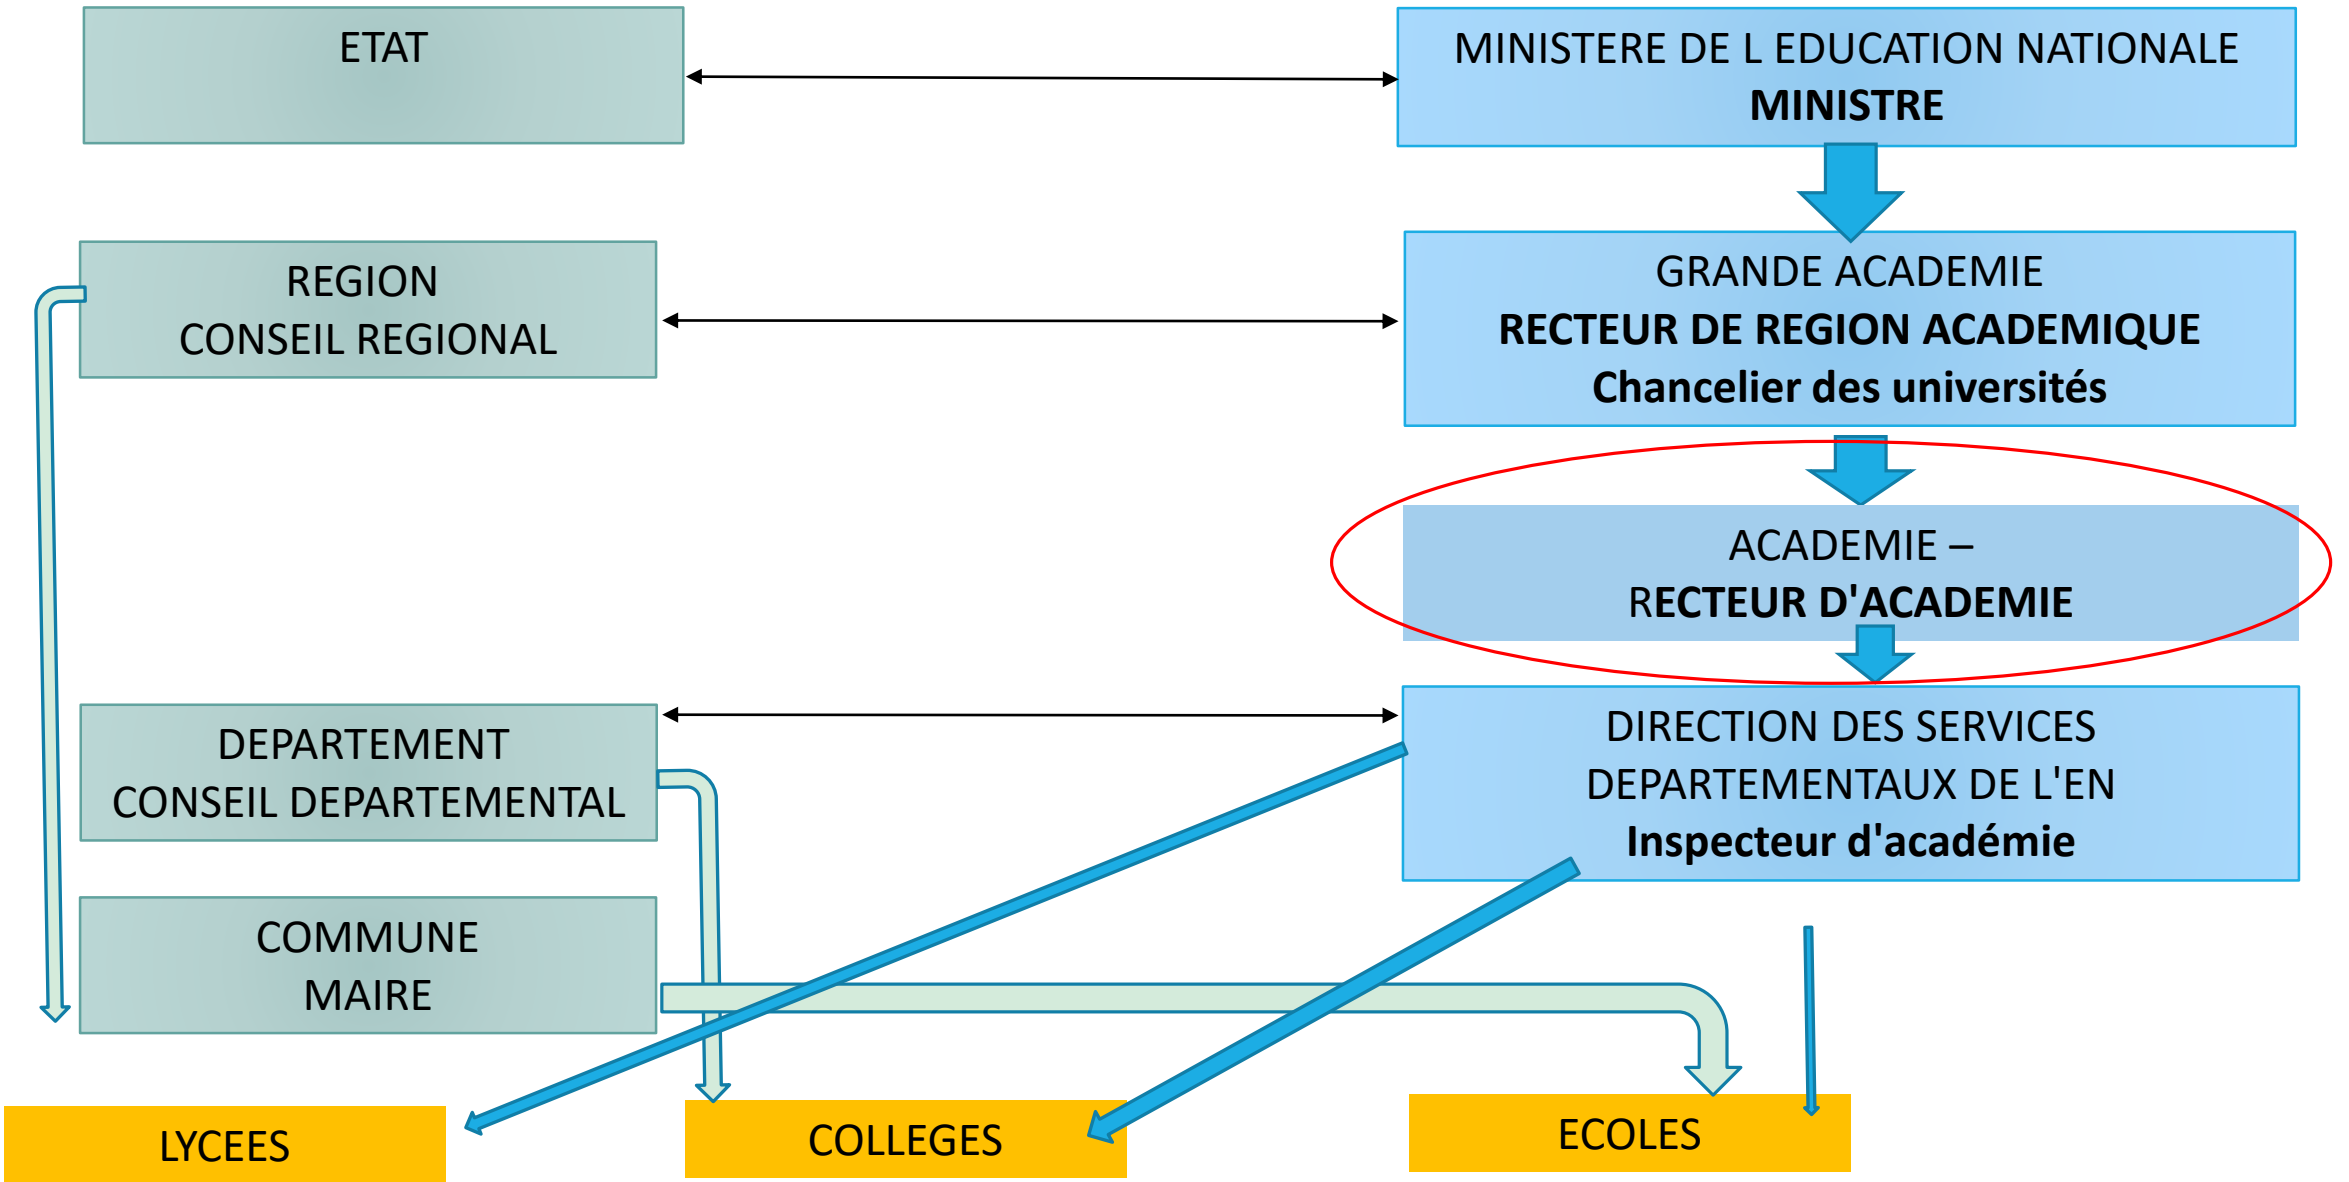 ETAT
MINISTERE DE L EDUCATION NATIONALE
MINISTRE
REGION
CONSEIL REGIONAL
GRANDE ACADEMIE
RECTEUR DE REGION ACADEMIQUE
Chancelier des universités
ACADEMIE –
RECTEUR D'ACADEMIE
DEPARTEMENT
CONSEIL DEPARTEMENTAL
DIRECTION DES SERVICES
DEPARTEMENTAUX DE L'EN
Inspecteur d'académie
COMMUNE
MAIRE
LYCEES
COLLEGES
ECOLES